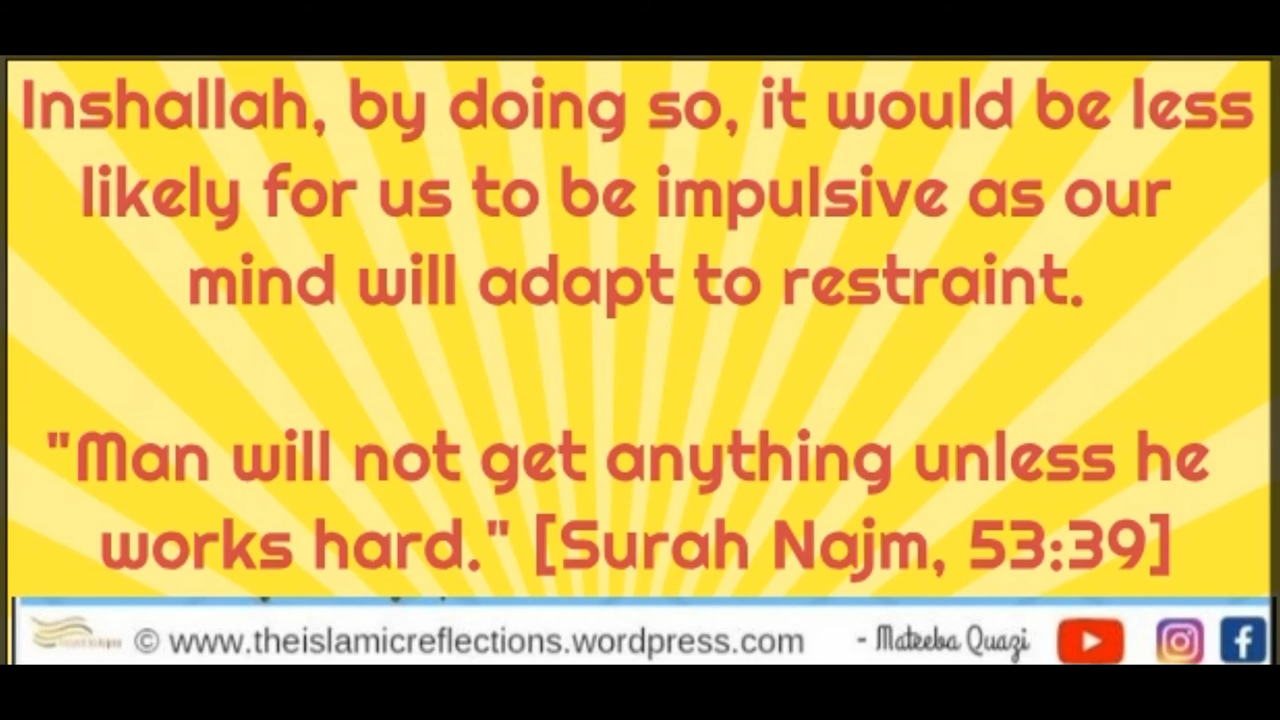 Inshallah, by doing so, it would be less
likely for us to be impulsive as our
mind will adapt to restraint.
"Man will not get anything unless he
works hard." [Surah Najm, 53:39]
© www.theislamicreflections.wordpress.com - Mateeba Quazi